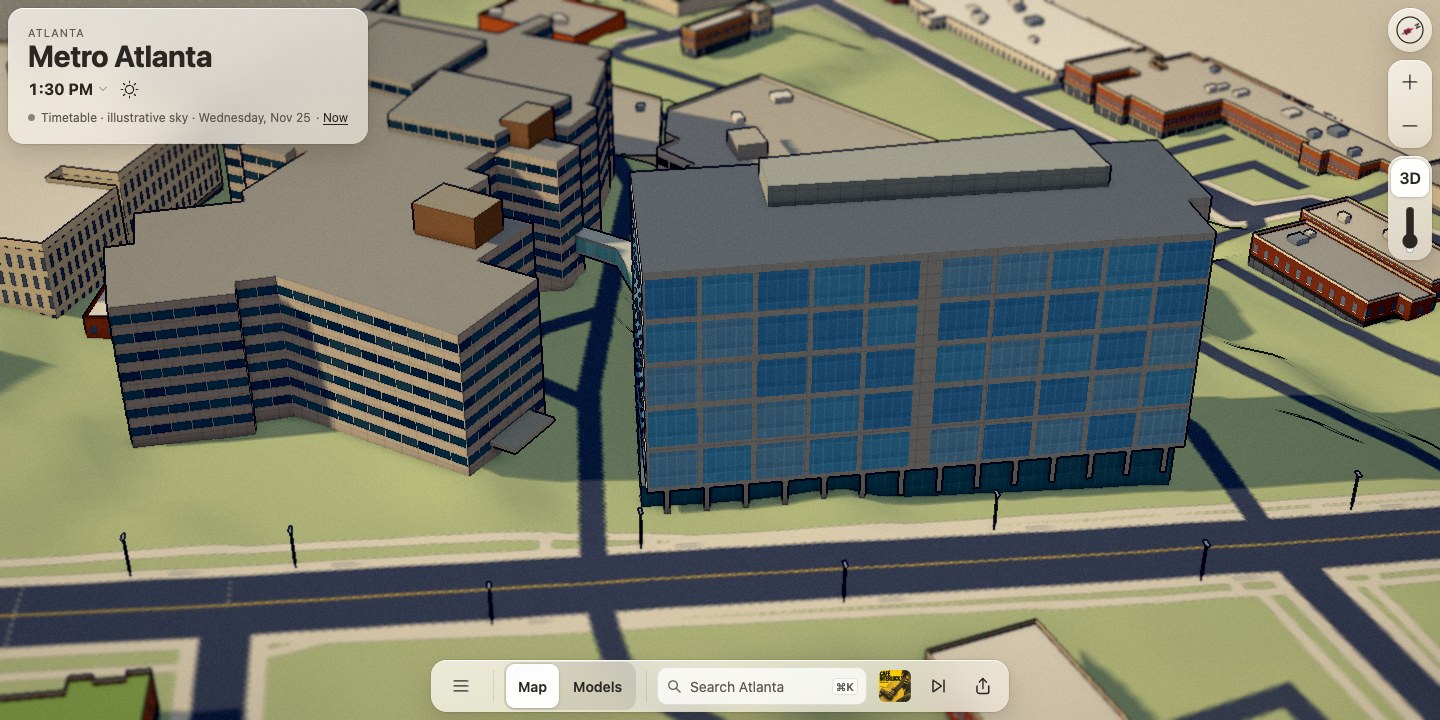 ATLANTA
Metro Atlanta
1:30 PM
Timetable · illustrative sky · Wednesday, Nov 25 · Now
3D
Map
Models
Search Atlanta
⌘K